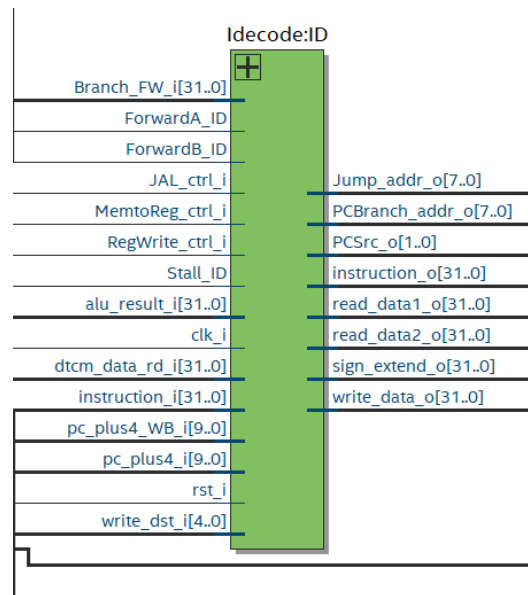 Idecode:ID
Branch_FW_i[31..0]
ForwardA_ID
ForwardB_ID
JAL_ctrl_i
MemtoReg_ctrl_i
RegWrite_ctrl_i
Stall_ID
alu_result_i[31..0]
clk_i
dtcm_data_rd_i[31..0]
instruction_i[31..0]
pc_plus4_WB_i[9..0]
pc_plus4_i[9..0]
rst_i
write_dst_i[4..0]
Jump_addr_o[7..0]
PCBranch_addr_o[7..0]
PCSrc_o[1..0]
instruction_o[31..0]
read_data1_o[31..0]
read_data2_o[31..0]
sign_extend_o[31..0]
write_data_o[31..0]